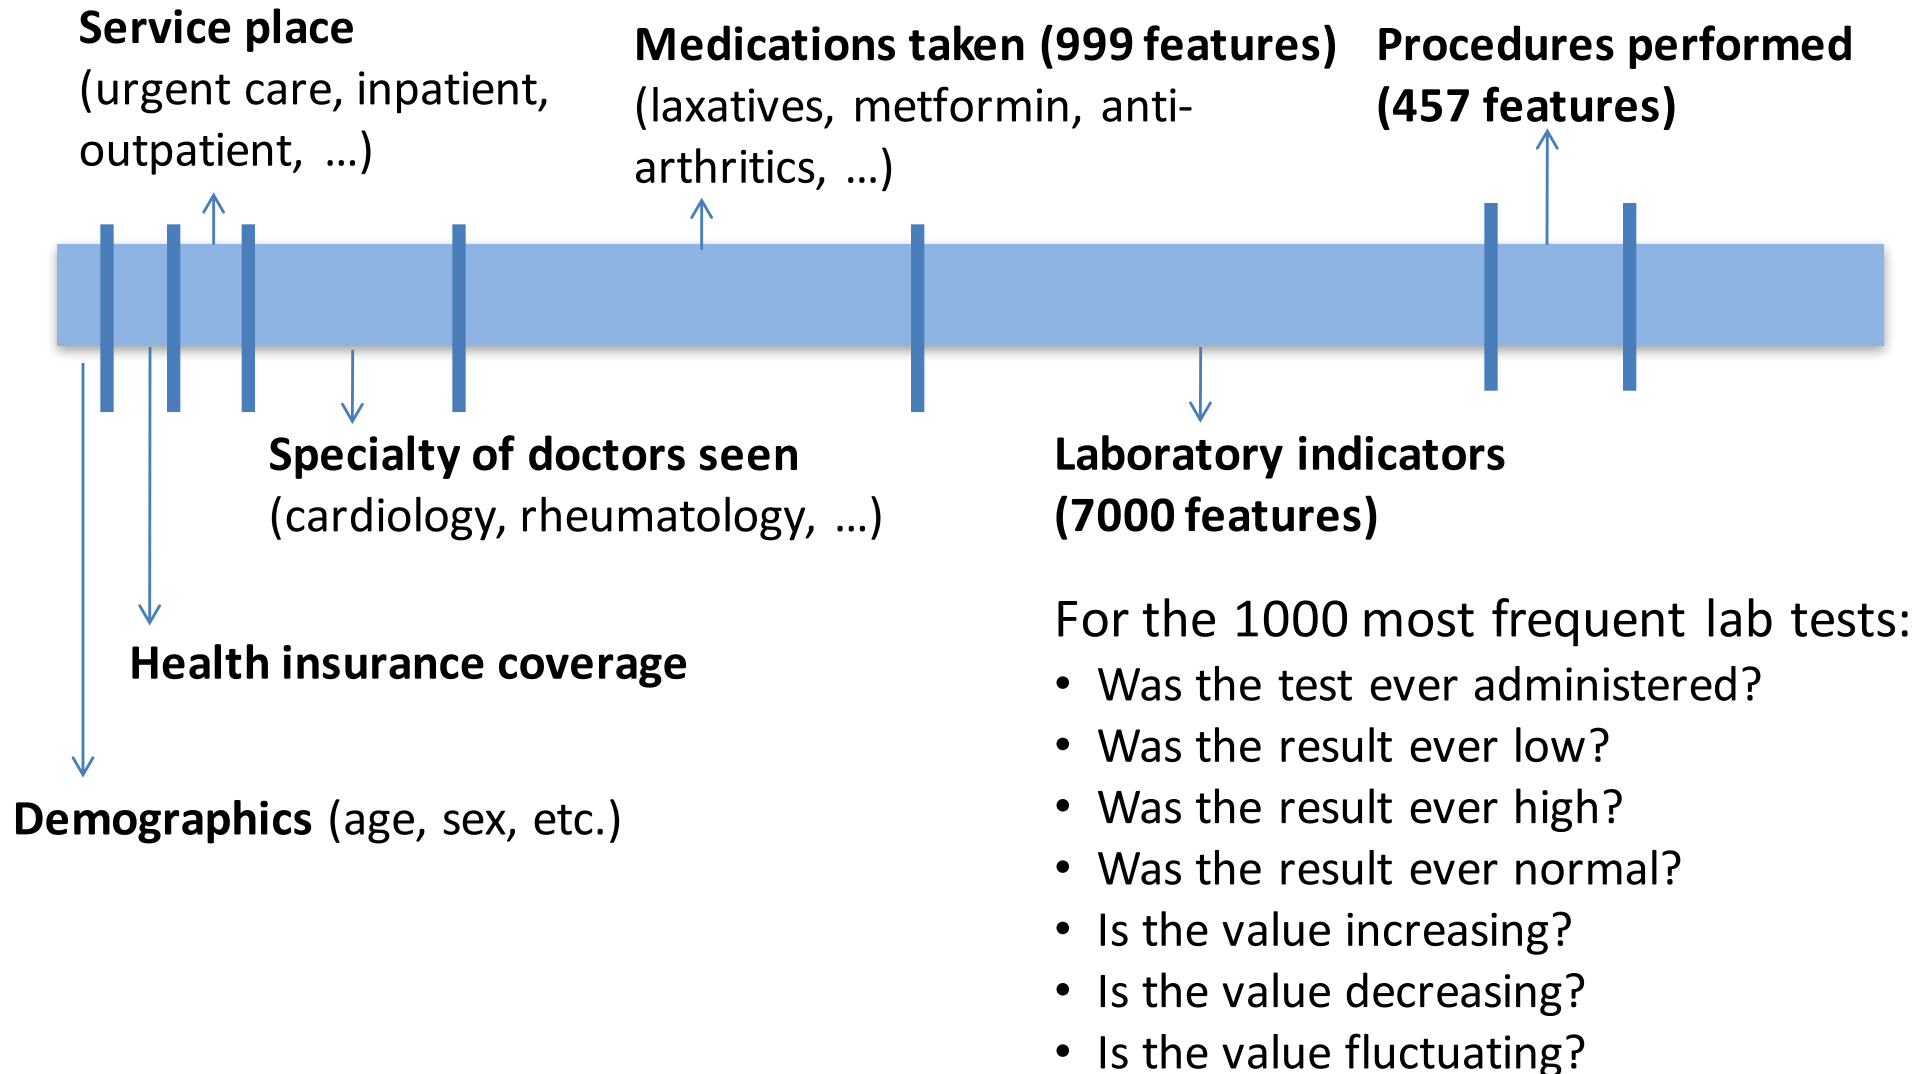 Service place
(urgent care, inpatient,
outpatient, ...)
Medications taken (999 features)
(laxatives, metformin, anti-
arthritics, ...)
Procedures performed
(457 features)
Specialty of doctors seen
(cardiology, rheumatology, ...)
Laboratory indicators
(7000 features)
Health insurance coverage
Demographics (age, sex, etc.)
For the 1000 most frequent lab tests:
• Was the test ever administered?
• Was the result ever low?
• Was the result ever high?
• Was the result ever normal?
• Is the value increasing?
• Is the value decreasing?
• Is the value fluctuating?